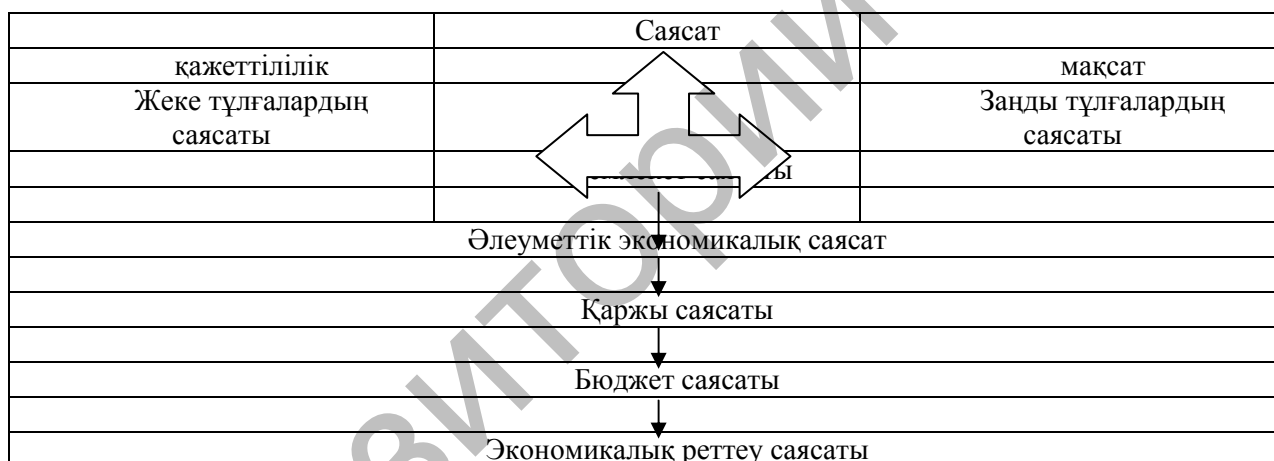 Саясат
қажеттілілік мақсат
Жеке тұлғалардың Заңды тұлғалардың
саясаты саясаты
Әлеуметтік экономикалық саясат
Қаржы саясаты
Бюджет саясаты
Экономикалық реттеу саясаты
зитории